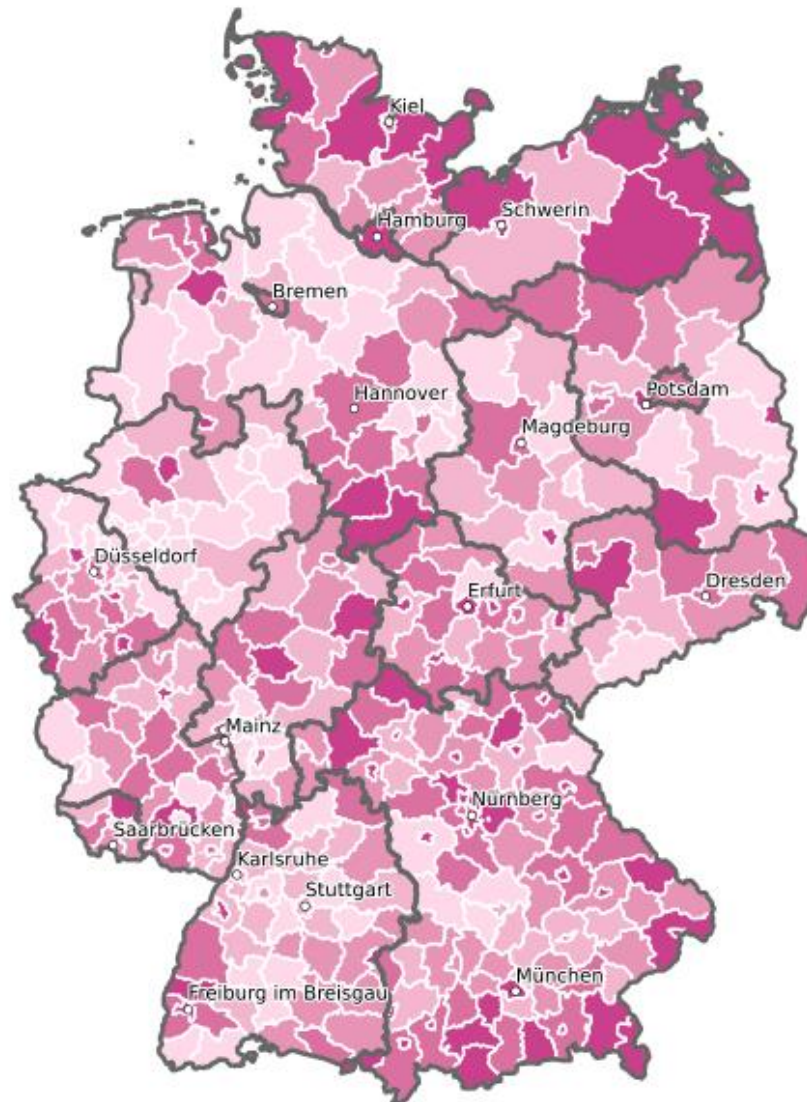 Kiel
Hamburg
Schwerin
Bremen
Hannover
Potsdam
Magdeburg
Düsseldorf
Erfurt
Dresden
Mainz
Nürnberg
Saarbrücken
Karlsruhe
Stuttgart
München
Freiburg im Breisgau